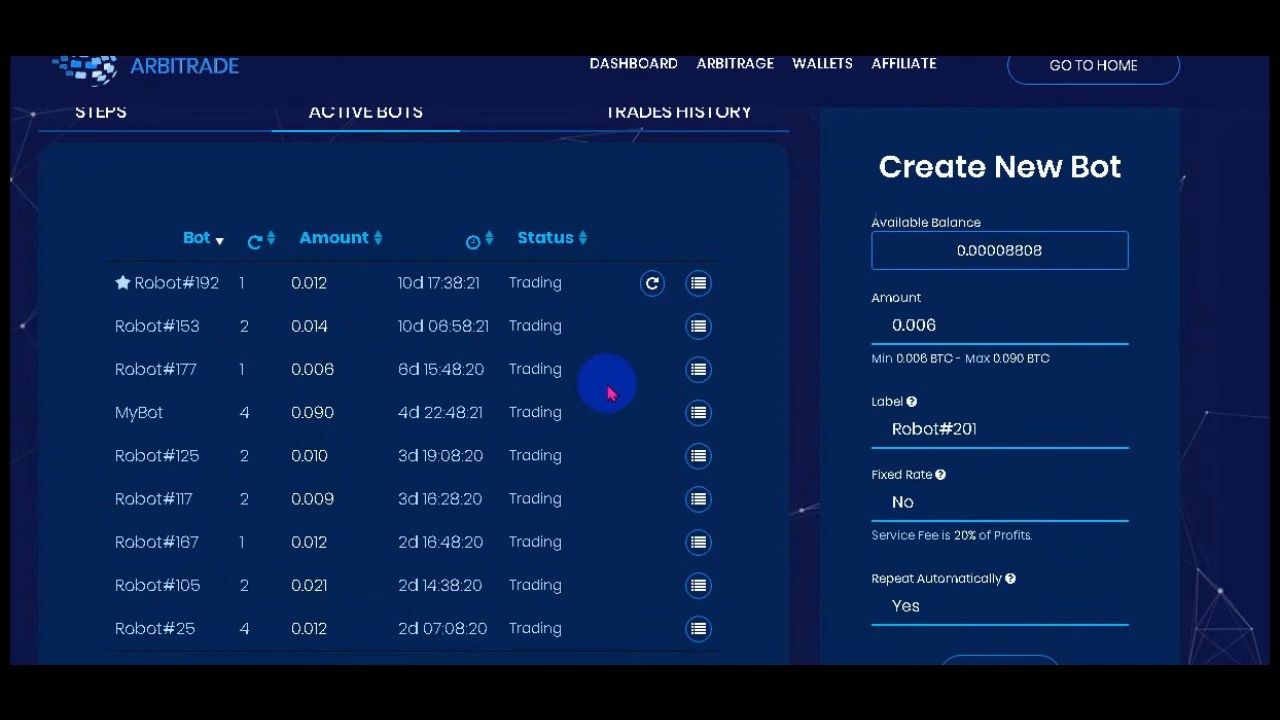 ARBITRADE
DASHBOARD ARBITRAGE WALLETS AFFILIATE GO TO HOME
STEPS ACTIVE BOTS TRADES HISTORY
Bot Amount Status
Robot#192 1 0.012 10d 17:38:21 Trading
Robot#153 2 0.014 10d 06:58:21 Trading
Robot#177 1 0.006 6d 15:48:20 Trading
MyBot 4 0.090 4d 22:48:21 Trading
Robot#125 2 0.010 3d 19:08:20 Trading
Robot#117 2 0.009 3d 16:28:20 Trading
Robot#167 1 0.012 2d 16:48:20 Trading
Robot#105 2 0.021 2d 14:38:20 Trading
Robot#25 4 0.012 2d 07:08:20 Trading
Create New Bot
Available Balance
0.00008808
Amount
0.006
Min 0.006 BTC - Max 0.090 BTC
Label
Robot#201
Fixed Rate
No
Service Fee is 20% of Profits.
Repeat Automatically
Yes